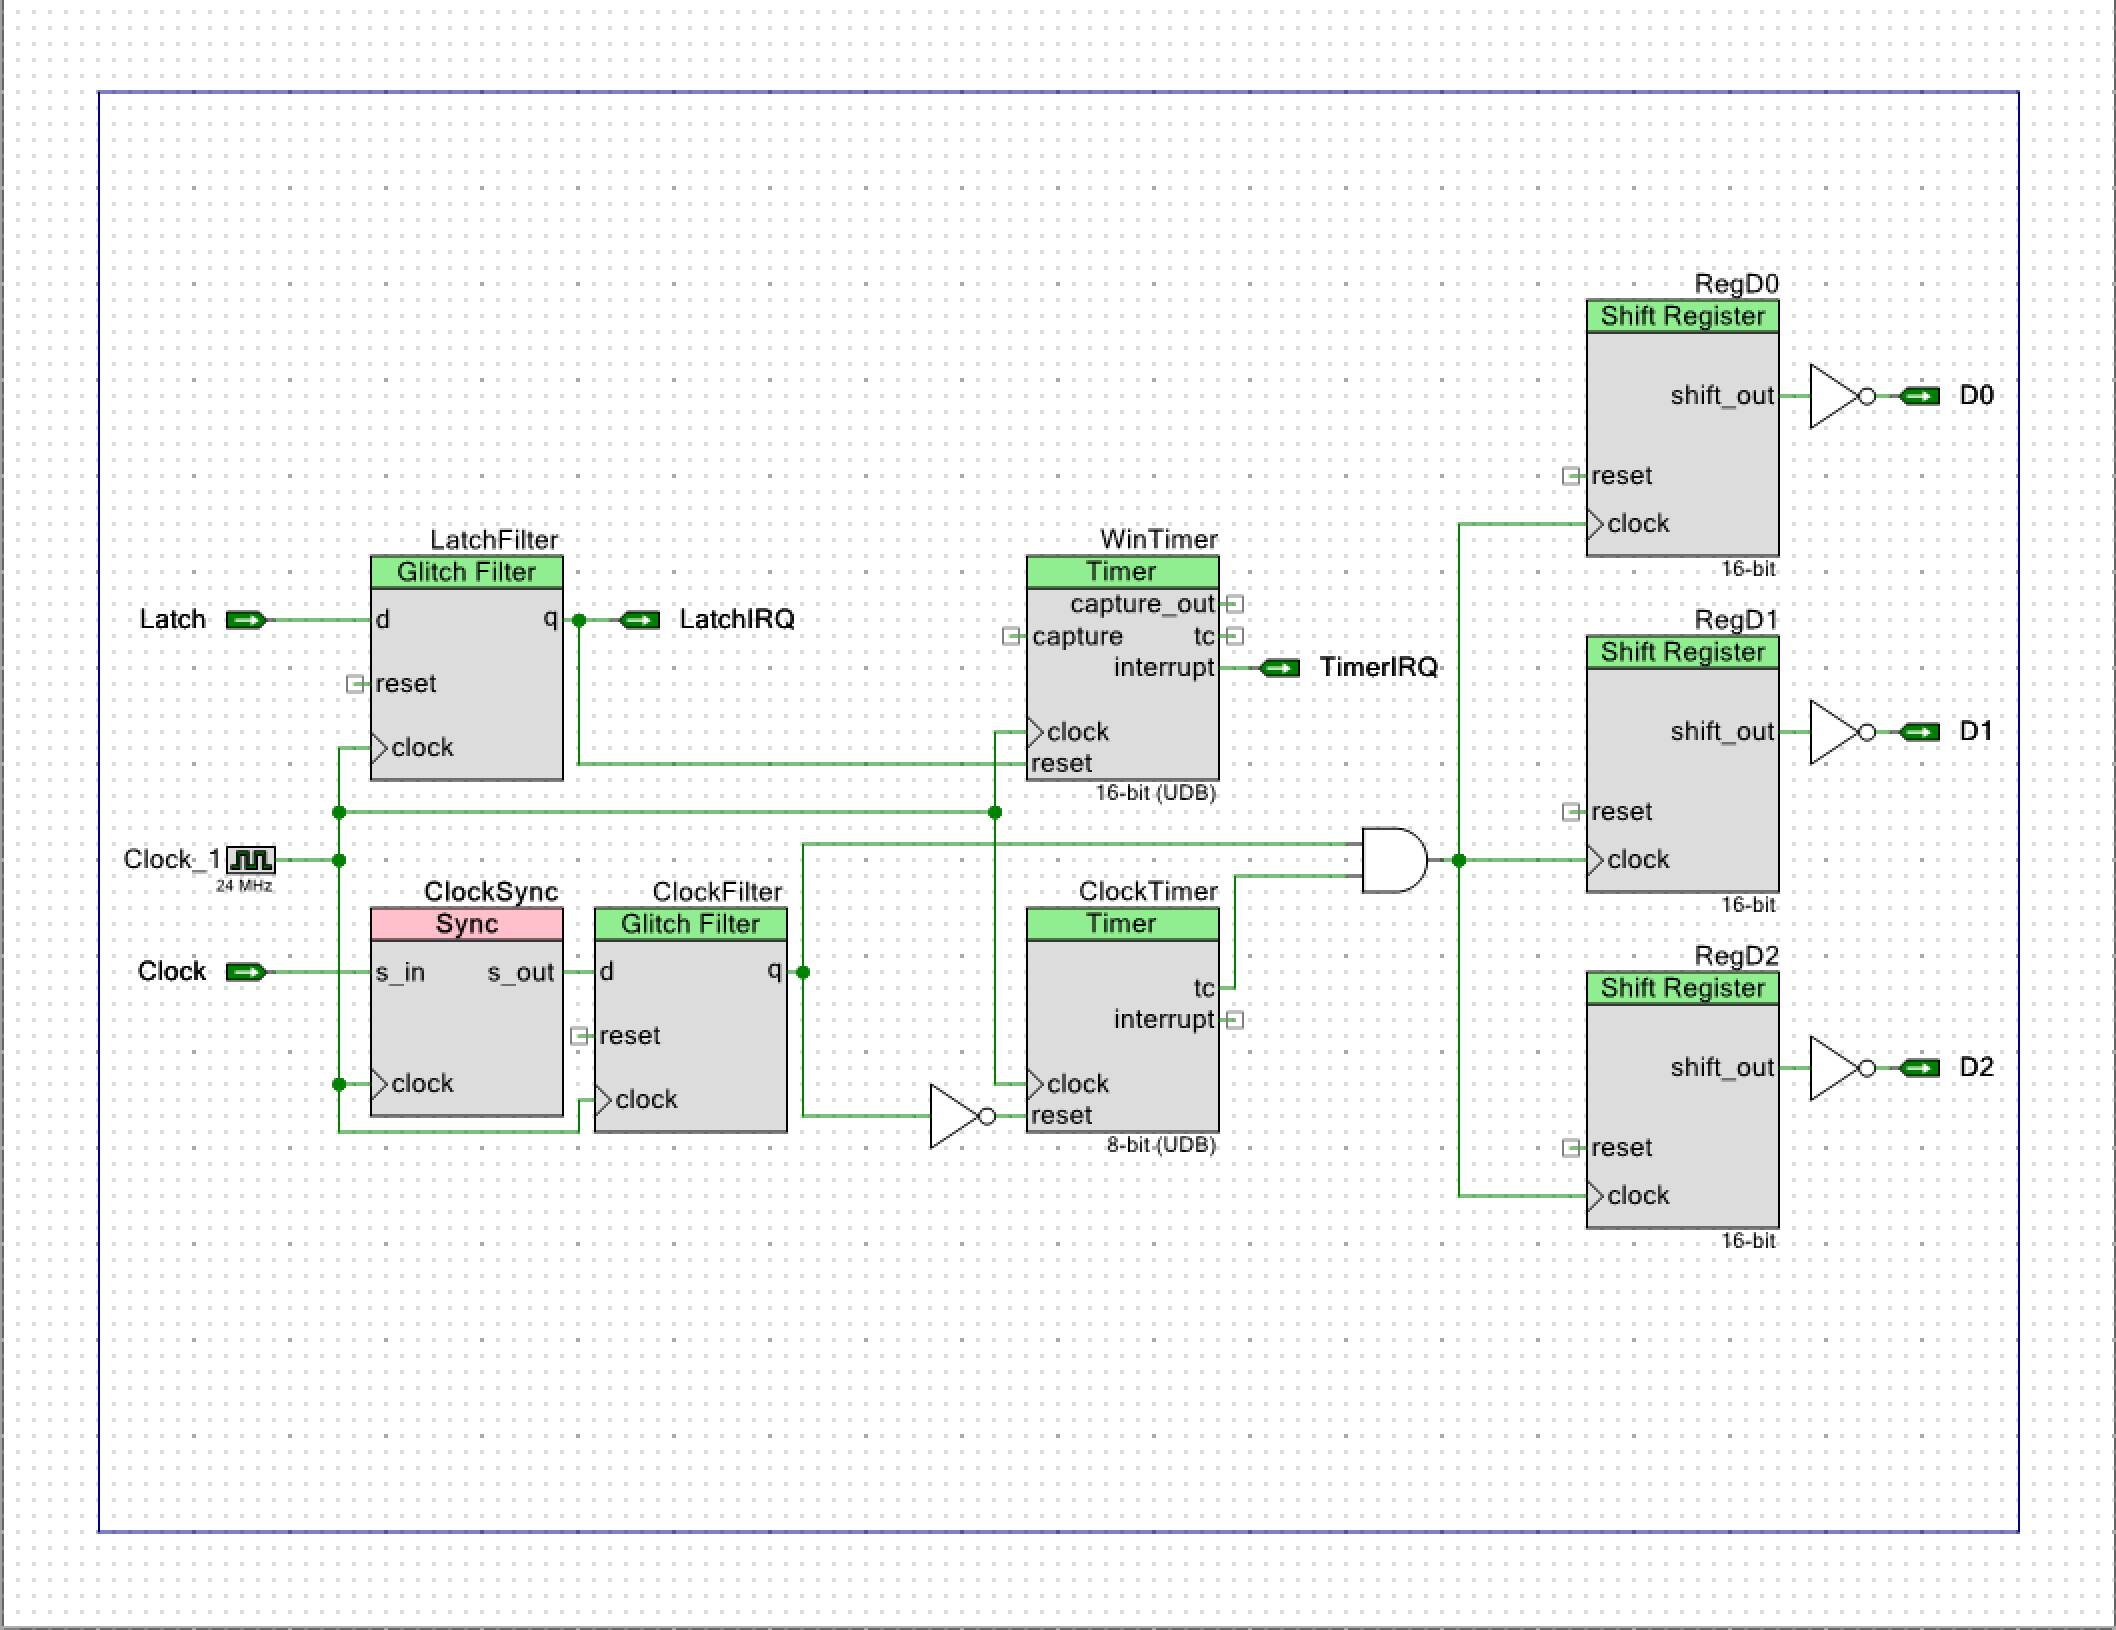 RegD0
Shift Register
shift_out
D0
reset
clock
16-bit
LatchFilter
Glitch Filter
Latch
d
q
LatchIRQ
reset
clock
WinTimer
Timer
capture_out
capture
tc
interrupt
TimerIRQ
clock
reset
16-bit (UDB)
RegD1
Shift Register
shift_out
D1
reset
clock
16-bit
Clock_1
24 MHz
ClockSync
Sync
Clock
s_in
s_out
clock
ClockFilter
Glitch Filter
d
q
reset
clock
ClockTimer
Timer
tc
interrupt
clock
reset
8-bit (UDB)
RegD2
Shift Register
shift_out
D2
reset
clock
16-bit